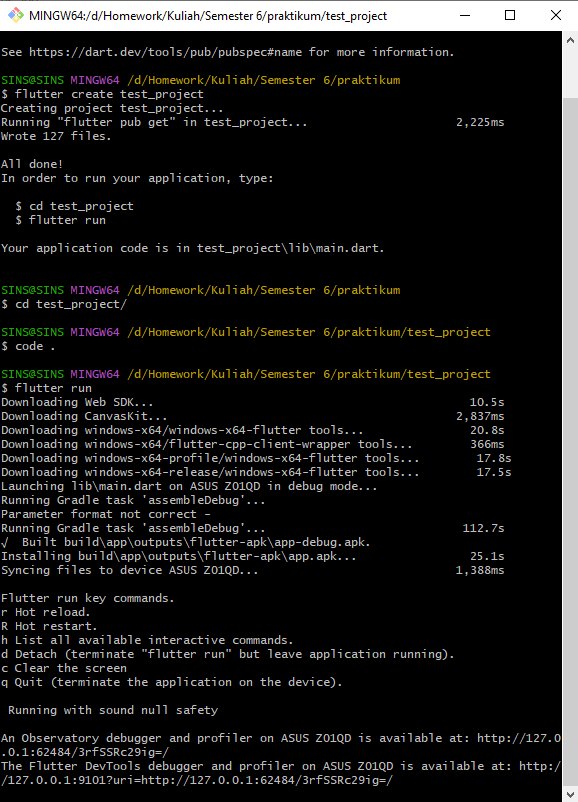 MINGW64:/d/Homework/Kuliah/Semester 6/praktikum/test_project
See https://dart.dev/tools/pub/pubspec#name for more information.
SINS@SINS MINGW64 /d/Homework/Kuliah/Semester 6/praktikum
$ flutter create test_project
Creating project test_project...
Running "flutter pub get" in test_project...                     2,225ms
Wrote 127 files.
All done!
In order to run your application, type:
  $ cd test_project
  $ flutter run
Your application code is in test_project\lib\main.dart.
SINS@SINS MINGW64 /d/Homework/Kuliah/Semester 6/praktikum
$ cd test_project/
SINS@SINS MINGW64 /d/Homework/Kuliah/Semester 6/praktikum/test_project
$ code .
SINS@SINS MINGW64 /d/Homework/Kuliah/Semester 6/praktikum/test_project
$ flutter run
Downloading Web SDK...                                             10.5s
Downloading CanvasKit...                                         2,837ms
Downloading windows-x64/windows-x64-flutter tools...               20.8s
Downloading windows-x64/flutter-cpp-client-wrapper tools...        366ms
Downloading windows-x64-profile/windows-x64-flutter tools...        17.8s
Downloading windows-x64-release/windows-x64-flutter tools...        17.5s
Launching lib\main.dart on ASUS Z01QD in debug mode...
Running Gradle task 'assembleDebug'...
Parameter format not correct -
Running Gradle task 'assembleDebug'...                            112.7s
√  Built build\app\outputs\flutter-apk\app-debug.apk.
Installing build\app\outputs\flutter-apk\app.apk...                25.1s
Syncing files to device ASUS Z01QD...                            1,388ms
Flutter run key commands.
r Hot reload.
R Hot restart.
h List all available interactive commands.
d Detach (terminate "flutter run" but leave application running).
c Clear the screen
q Quit (terminate the application on the device).
 Running with sound null safety
An Observatory debugger and profiler on ASUS Z01QD is available at: http://127.0
.0.1:62484/3rfSSRc29ig=/
The Flutter DevTools debugger and profiler on ASUS Z01QD is available at: http:/
/127.0.0.1:9101?uri=http://127.0.0.1:62484/3rfSSRc29ig=/